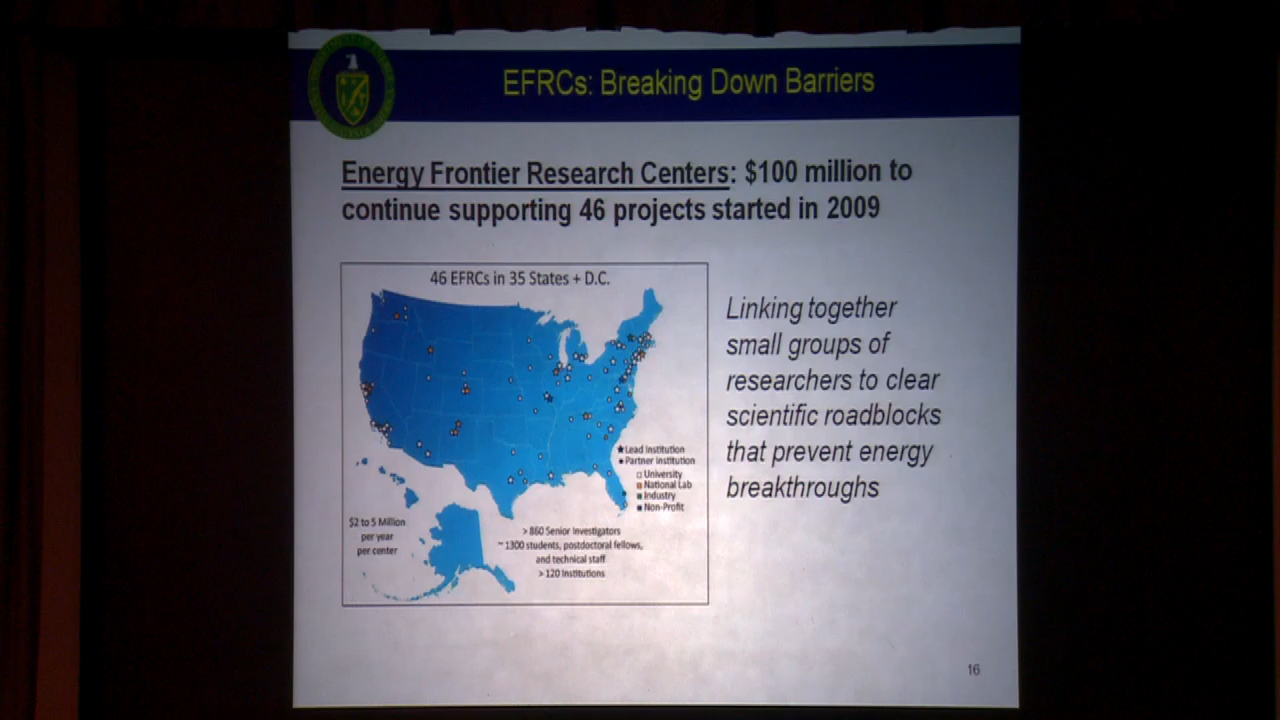 EFRCs: Breaking Down Barriers
Energy Frontier Research Centers: $100 million to
continue supporting 46 projects started in 2009
46 EFRCs in 35 States + D.C.
Linking together
small groups of
researchers to clear
scientific roadblocks
that prevent energy
breakthroughs
Lead Institution
Partner Institution
University
National Lab
Industry
Non-Profit
$2 to 5 Million
per year
per center
> 860 Senior Investigators
~ 1300 students, postdoctoral fellows,
and technical staff
> 120 Institutions
16